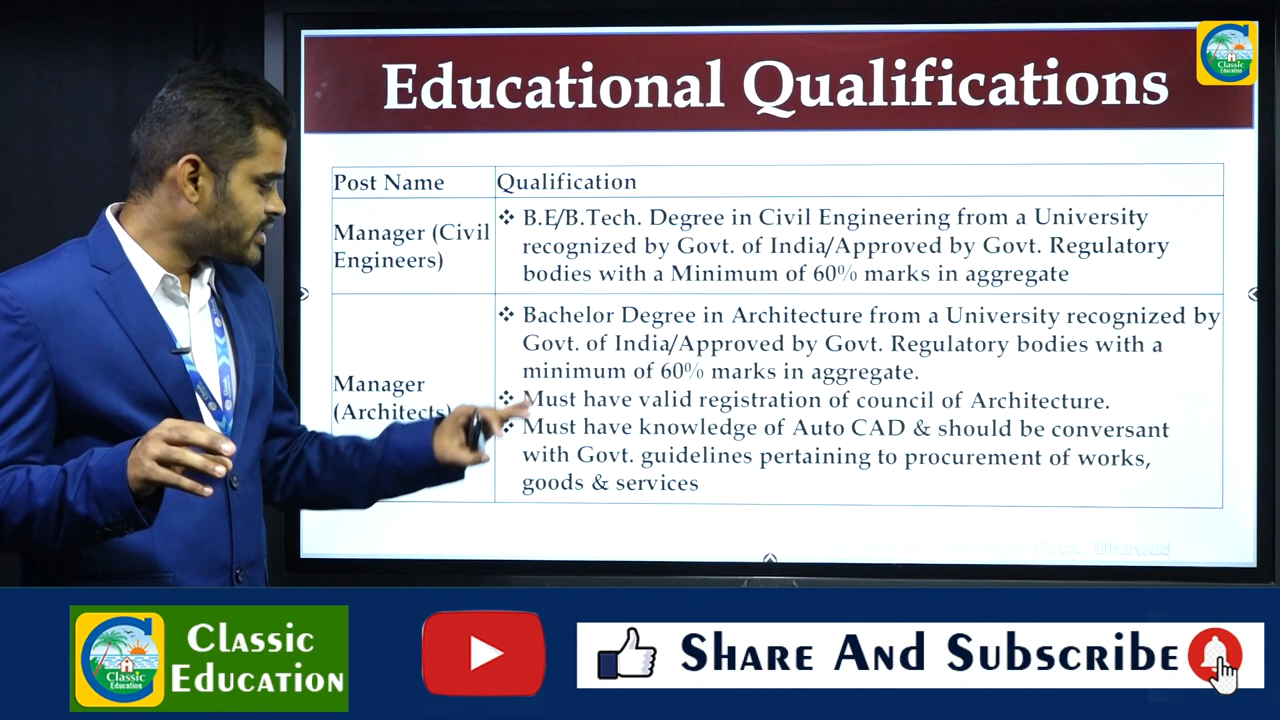 Educational Qualifications
Classic
Education
Post Name
Qualification
Manager (Civil
Engineers)
❖ B.E/B.Tech. Degree in Civil Engineering from a University
recognized by Govt. of India/Approved by Govt. Regulatory
bodies with a Minimum of 60% marks in aggregate
Manager
(Architects)
❖ Bachelor Degree in Architecture from a University recognized by
Govt. of India/Approved by Govt. Regulatory bodies with a
minimum of 60% marks in aggregate.
❖ Must have valid registration of council of Architecture.
❖ Must have knowledge of Auto CAD & should be conversant
with Govt. guidelines pertaining to procurement of works,
goods & services
Circle, Dharwad
Classic
Education
Classic
Education
Share And Subscribe